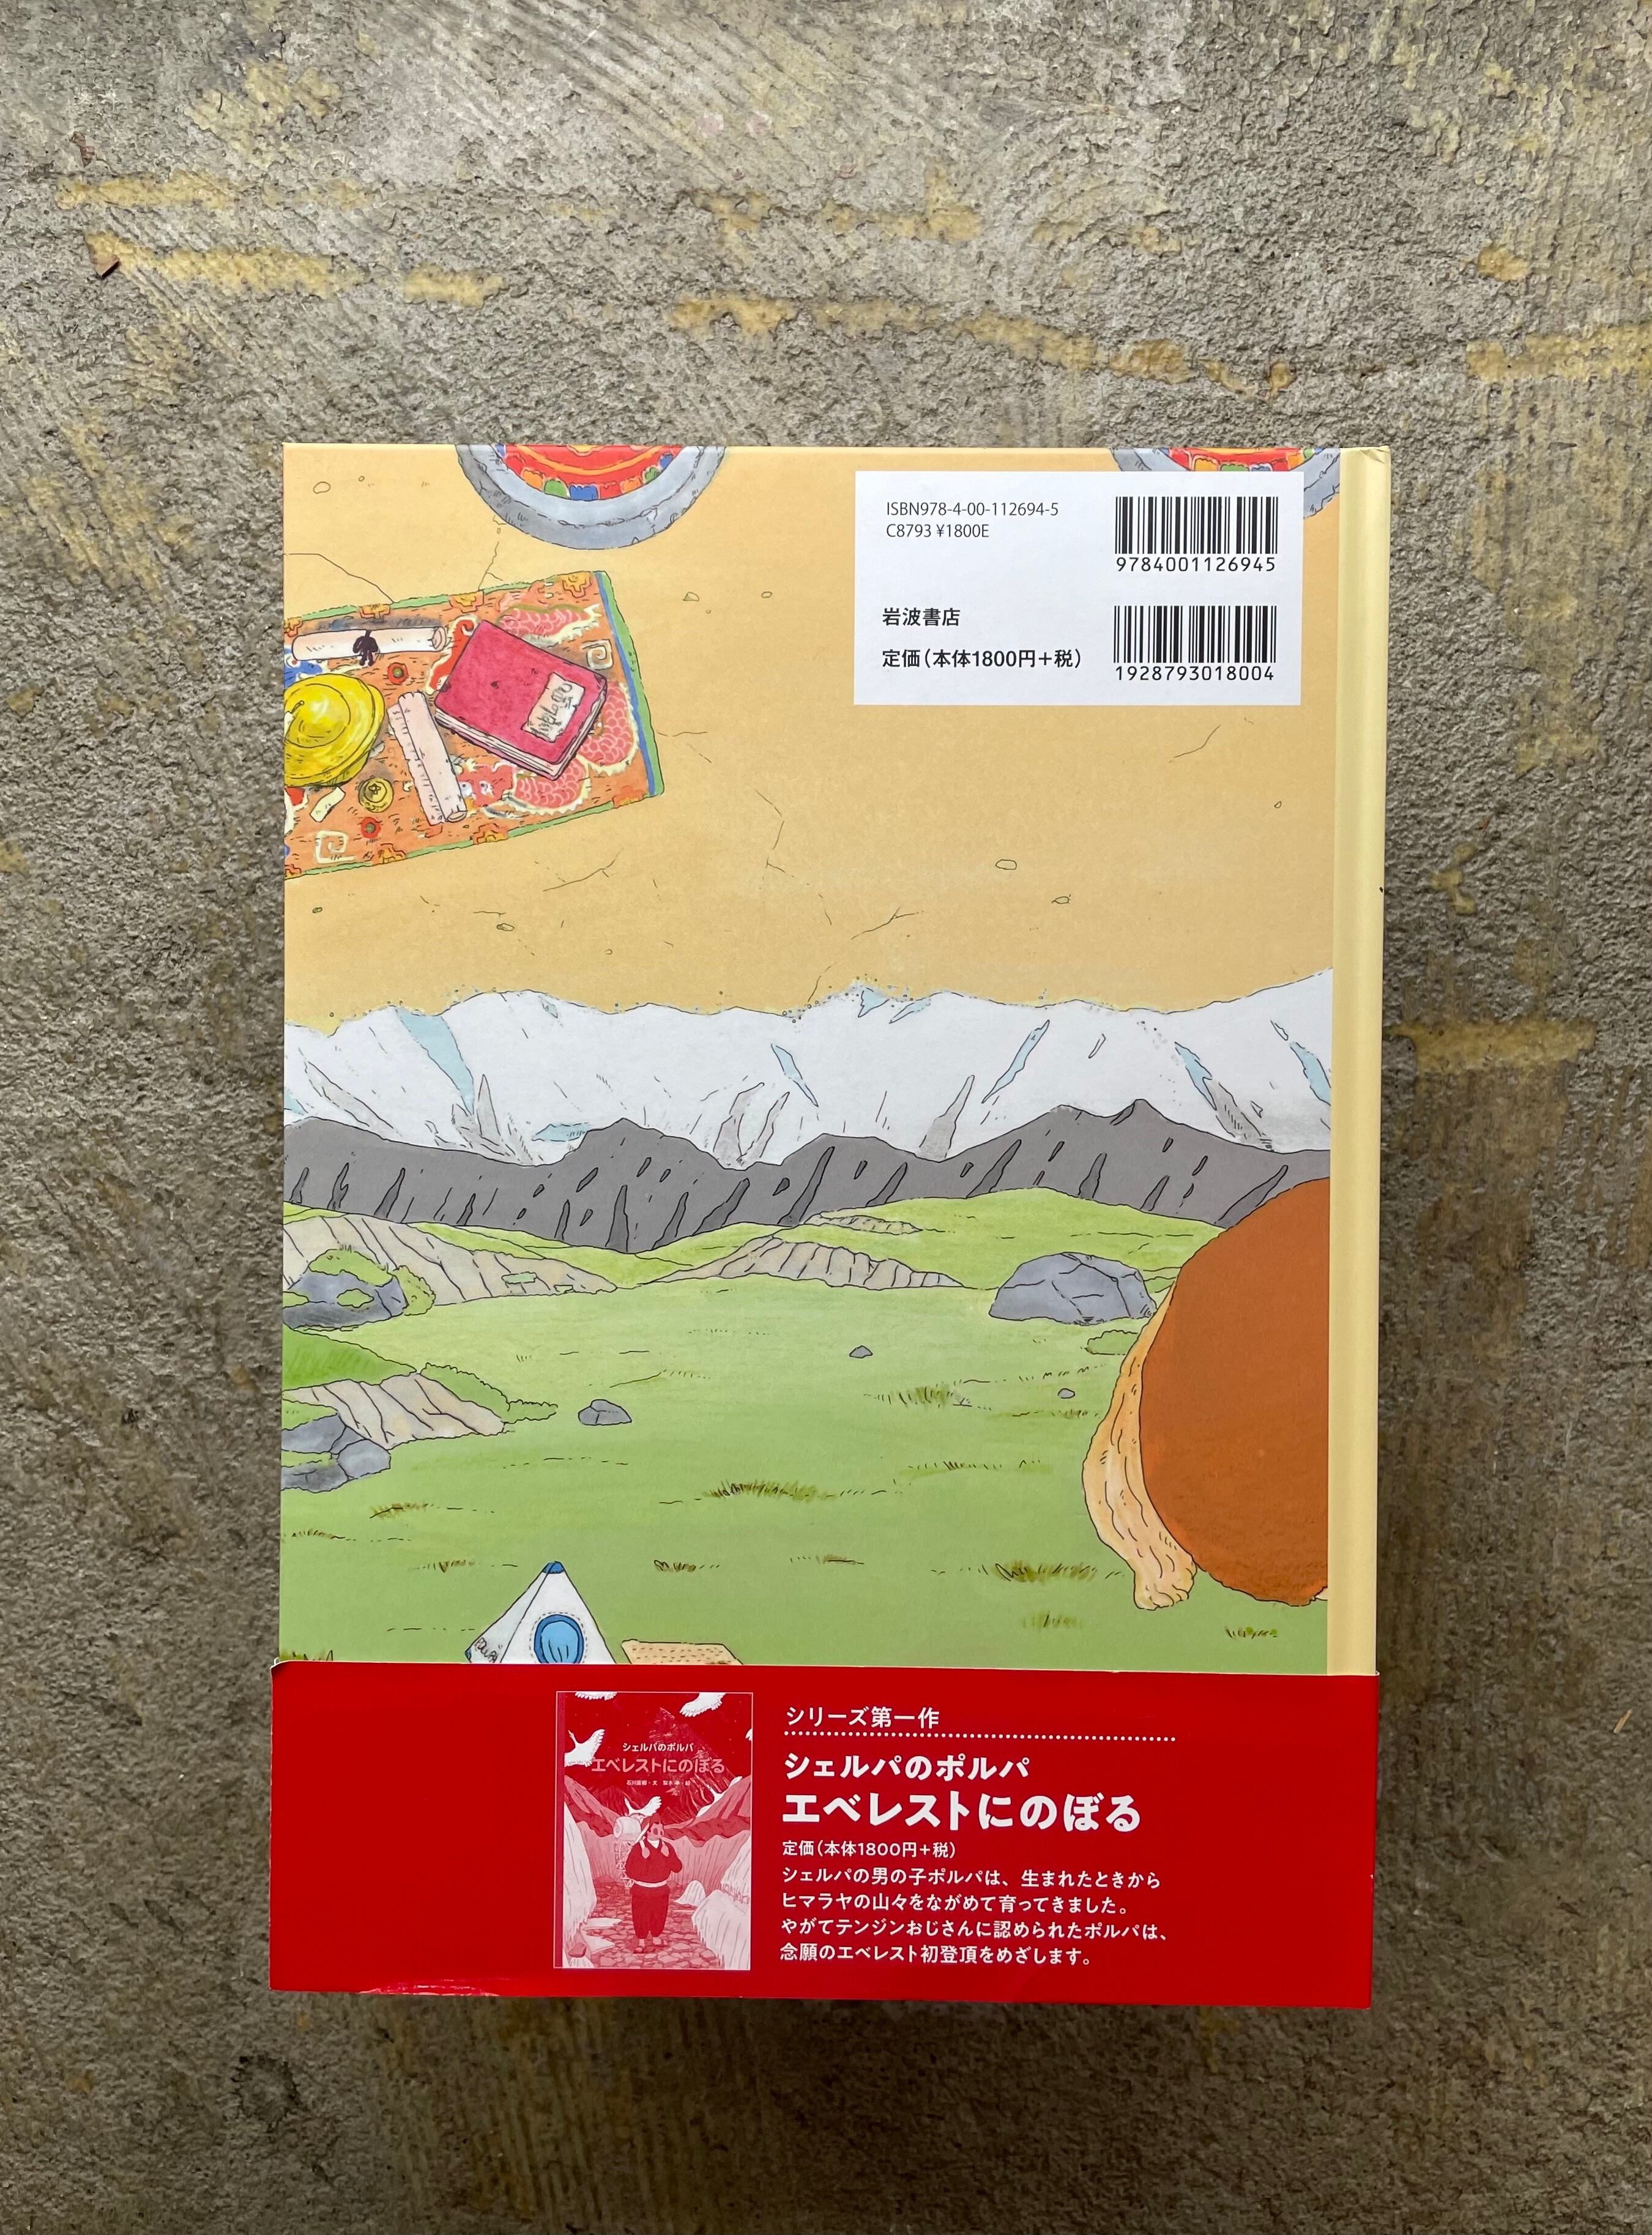 ISBN978-4-00-112694-5
C8793 ¥1800E
9784001126945
岩波書店
定価(本体1800円+税)
1928793018004
シェルパのポルパ
エベレストにのぼる
シリーズ第一作
シェルパのポルパ
エベレストにのぼる
定価(本体1800円+税)
シェルパの男の子ポルパは、生まれたときから
ヒマラヤの山々をながめて育ってきました。
やがてテンジンおじさんに認められたポルパは、
念願のエベレスト初登頂をめざします。